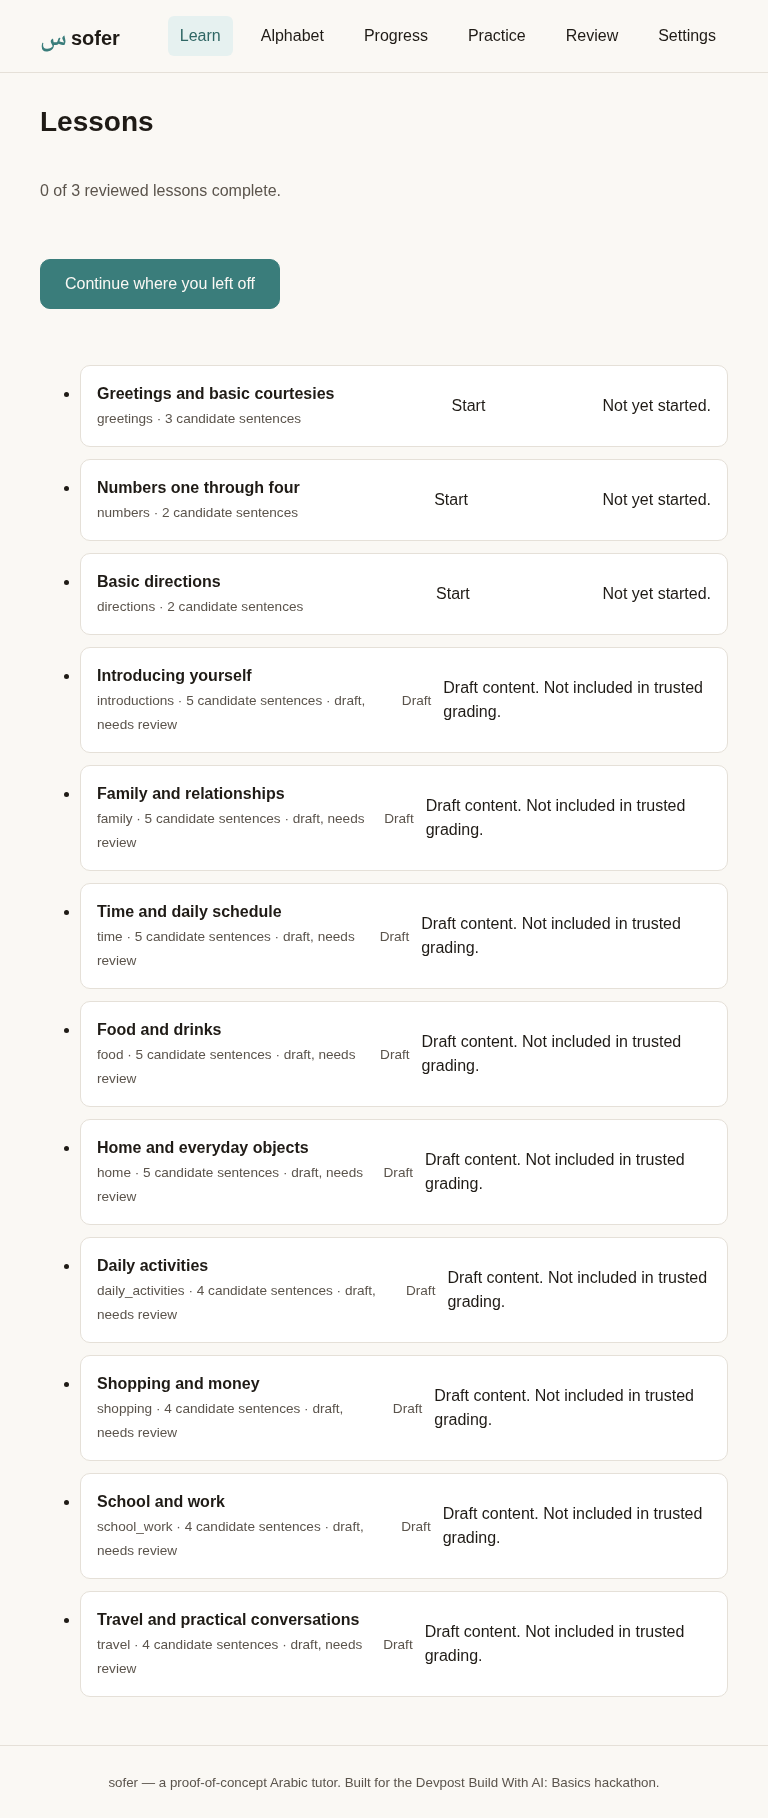 س sofer
Learn
Alphabet
Progress
Practice
Review
Settings
Lessons
0 of 3 reviewed lessons complete.
Continue where you left off
Greetings and basic courtesies
greetings · 3 candidate sentences
Start
Not yet started.
Numbers one through four
numbers · 2 candidate sentences
Start
Not yet started.
Basic directions
directions · 2 candidate sentences
Start
Not yet started.
Introducing yourself
introductions · 5 candidate sentences · draft,
needs review
Draft
Draft content. Not included in trusted
grading.
Family and relationships
family · 5 candidate sentences · draft, needs
review
Draft
Draft content. Not included in trusted
grading.
Time and daily schedule
time · 5 candidate sentences · draft, needs
review
Draft
Draft content. Not included in trusted
grading.
Food and drinks
food · 5 candidate sentences · draft, needs
review
Draft
Draft content. Not included in trusted
grading.
Home and everyday objects
home · 5 candidate sentences · draft, needs
review
Draft
Draft content. Not included in trusted
grading.
Daily activities
daily_activities · 4 candidate sentences · draft,
needs review
Draft
Draft content. Not included in trusted
grading.
Shopping and money
shopping · 4 candidate sentences · draft,
needs review
Draft
Draft content. Not included in trusted
grading.
School and work
school_work · 4 candidate sentences · draft,
needs review
Draft
Draft content. Not included in trusted
grading.
Travel and practical conversations
travel · 4 candidate sentences · draft, needs
review
Draft
Draft content. Not included in trusted
grading.
sofer — a proof-of-concept Arabic tutor. Built for the Devpost Build With AI: Basics hackathon.